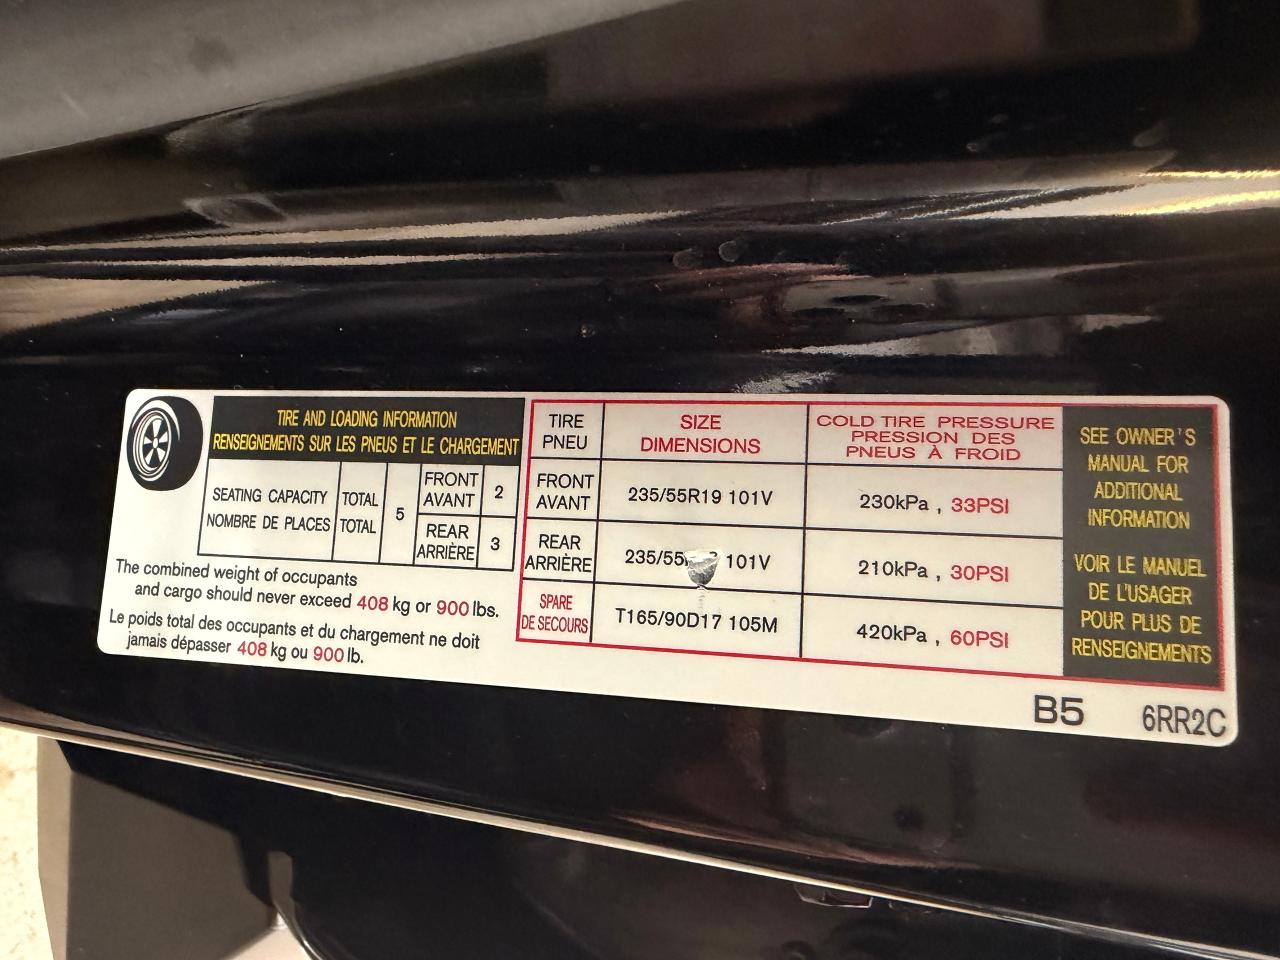 TIRE AND LOADING INFORMATION
RENSEIGNEMENTS SUR LES PNEUS ET LE CHARGEMENT
SEATING CAPACITY
NOMBRE DE PLACES
TOTAL
TOTAL
5
FRONT
AVANT
2
REAR
ARRIÈRE
3
The combined weight of occupants
and cargo should never exceed 408 kg or 900 lbs.
Le poids total des occupants et du chargement ne doit
jamais dépasser 408 kg ou 900 lb.
TIRE
PNEU
SIZE
DIMENSIONS
COLD TIRE PRESSURE
PRESSION DES
PNEUS À FROID
FRONT
AVANT
235/55R19 101V
230kPa , 33PSI
REAR
ARRIÈRE
101V
210kPa , 30PSI
SPARE
DE SECOURS
T165/90D17 105M
420kPa , 60PSI
SEE OWNER'S
MANUAL FOR
ADDITIONAL
INFORMATION
VOIR LE MANUEL
DE L'USAGER
POUR PLUS DE
RENSEIGNEMENTS
B5 6RR2C